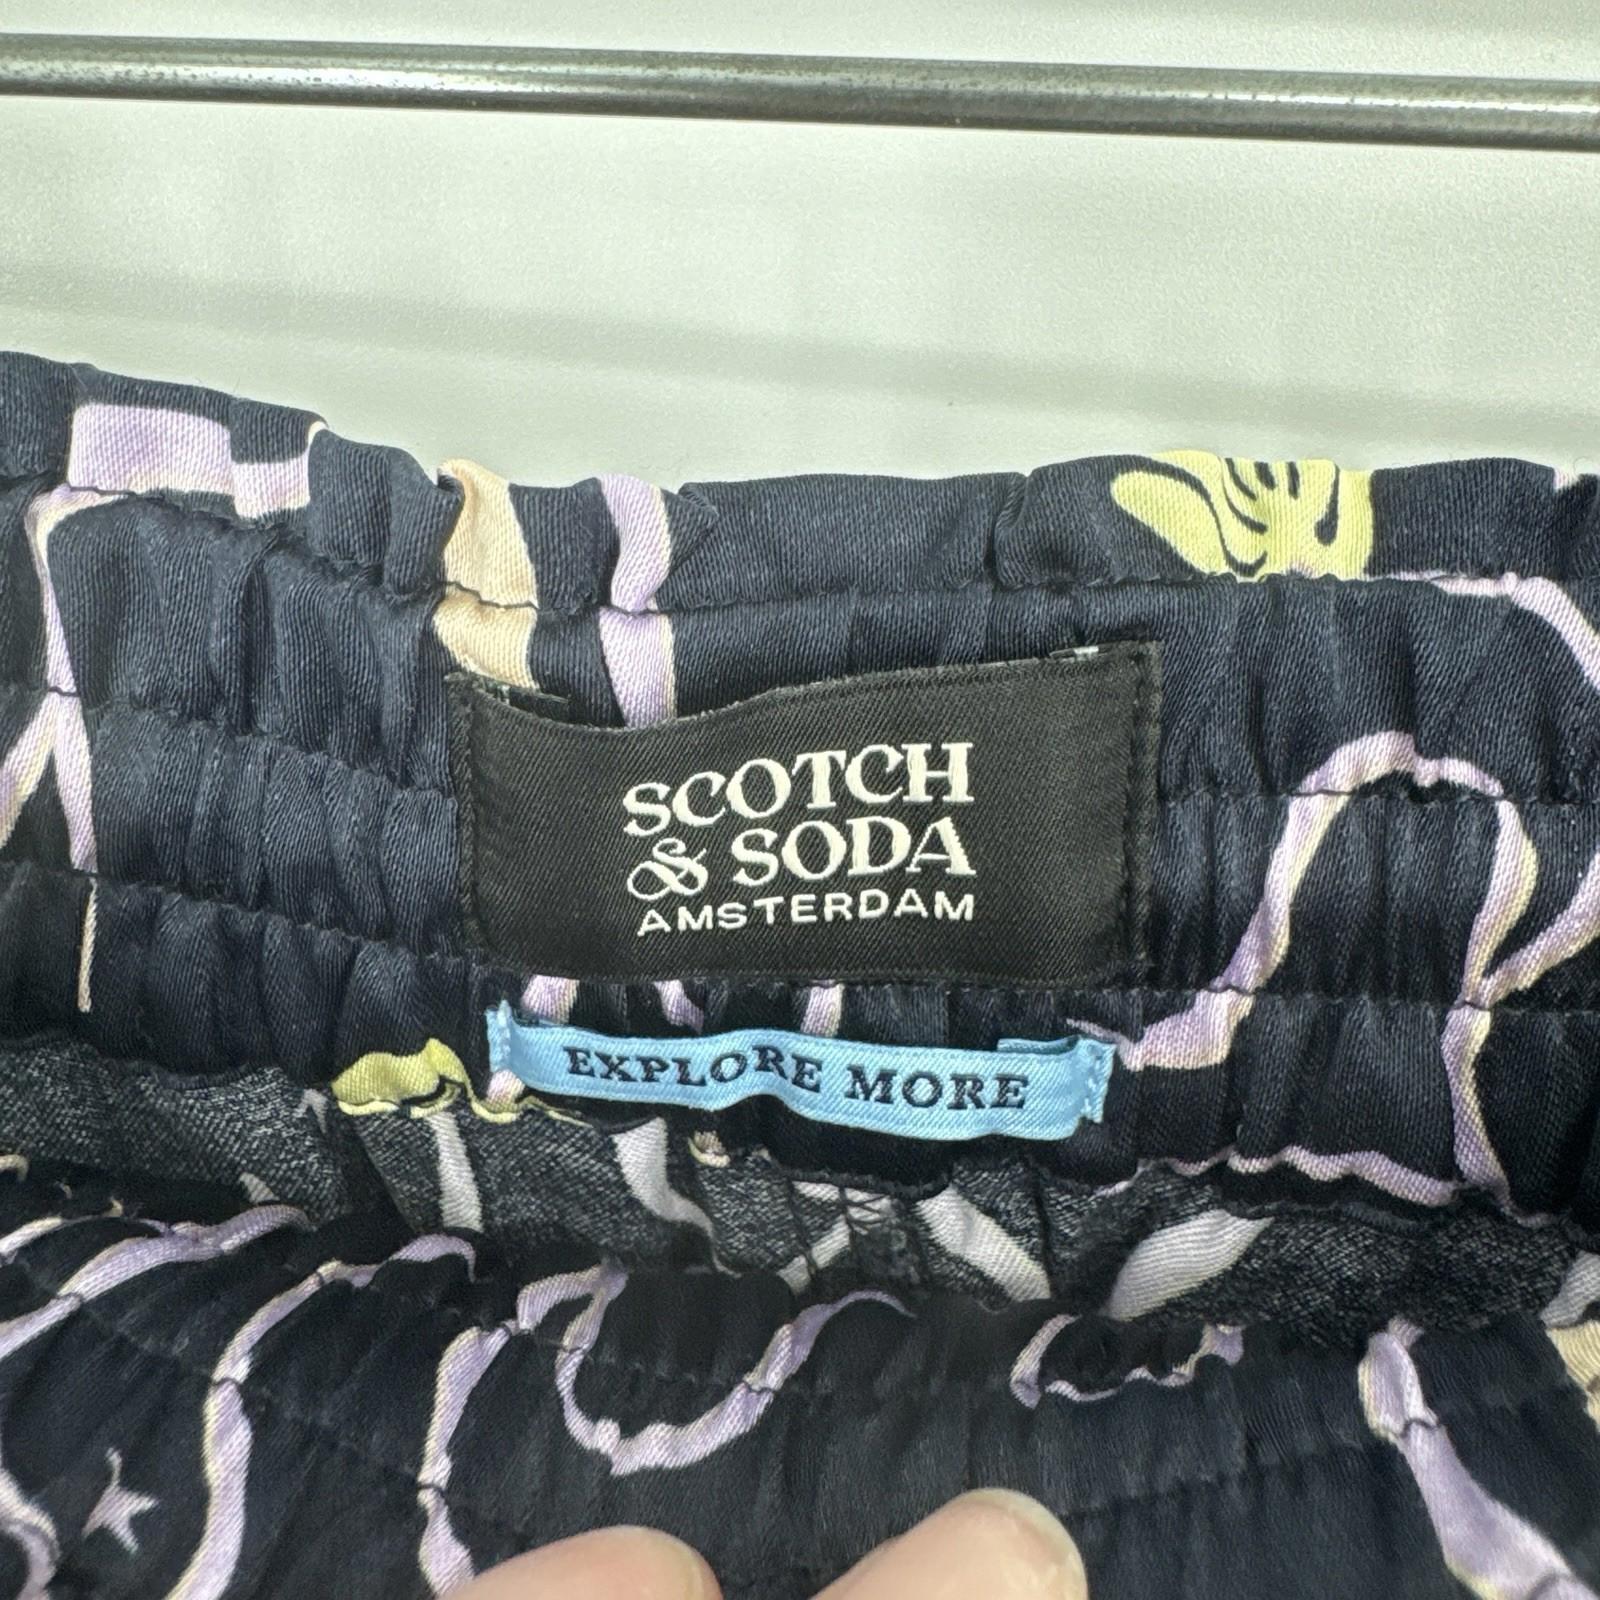 SCOTCH
& SODA
AMSTERDAM
EXPLORE MORE